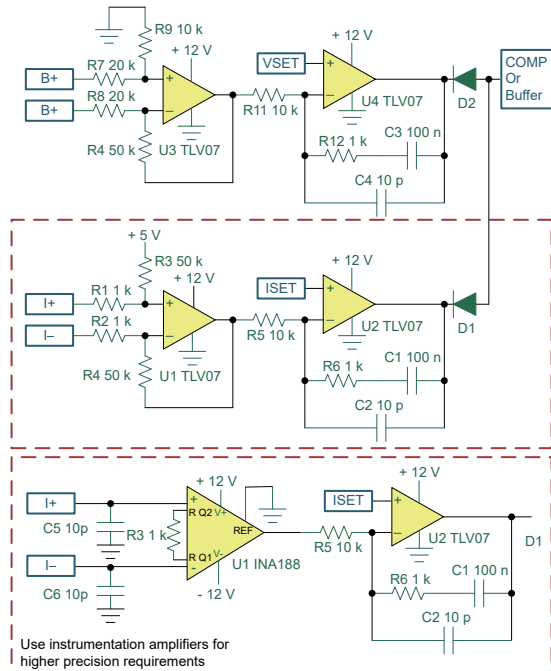 R9 10 k
+ 12 V
B+
R7 20 k
B+
R8 20 k
+
−
R4 50 k
U3 TLV07
R11 10 k
VSET
+ 12 V
+
−
U4 TLV07
R12 1 k
C3 100 n
C4 10 p
D2
COMP
Or
Buffer
+ 5 V
R3 50 k
+ 12 V
I+
R1 1 k
I−
R2 1 k
+
−
R4 50 k
U1 TLV07
R5 10 k
ISET
+ 12 V
+
−
U2 TLV07
R6 1 k
C1 100 n
C2 10 p
D1
I+
C5 10p
I−
C6 10p
R3 1 k
+ 12 V
+
R Q2
V+
REF
R Q1
V-
-
- 12 V
U1 INA188
R5 10 k
ISET
+ 12 V
+
−
U2 TLV07
R6 1 k
C1 100 n
C2 10 p
D1
Use instrumentation amplifiers for
higher precision requirements